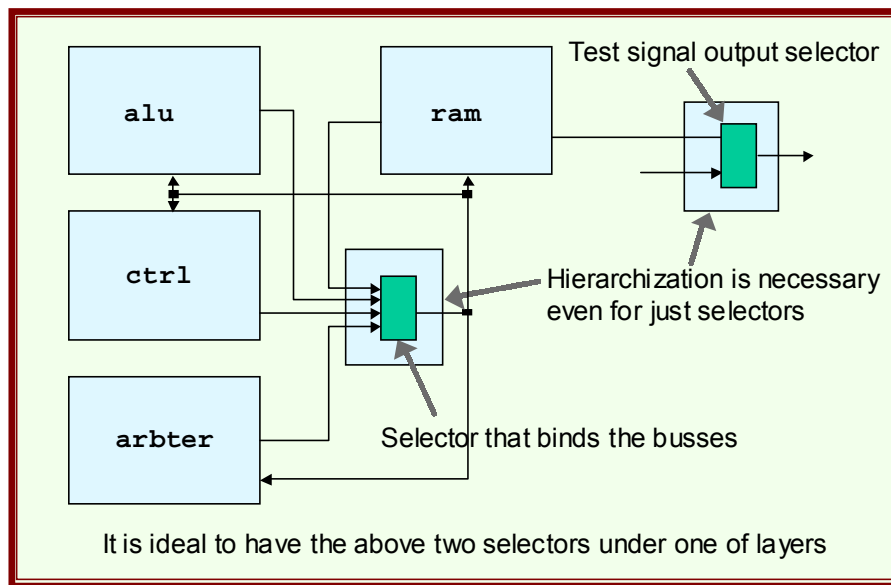 Test signal output selector
alu
ram
ctrl
Hierarchization is necessary
even for just selectors
arbter
Selector that binds the busses
It is ideal to have the above two selectors under one of layers